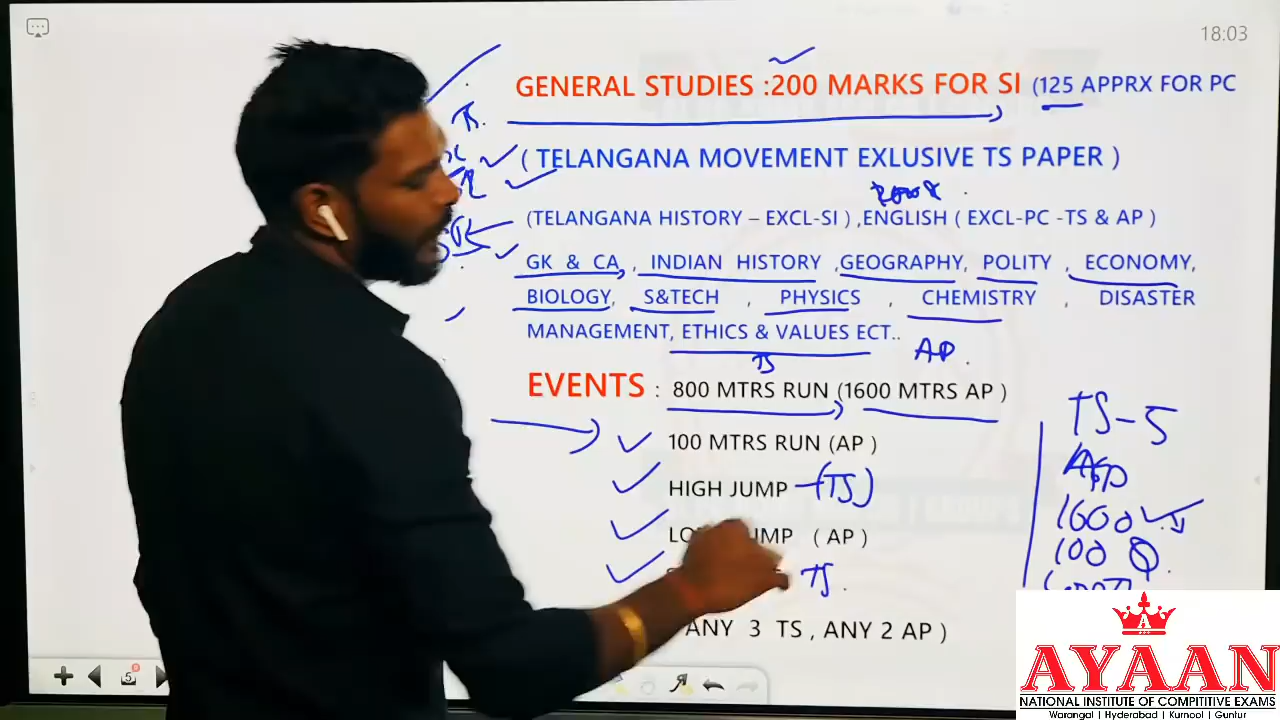 18:03
GENERAL STUDIES :200 MARKS FOR SI (125 APPRX FOR PC
TS.
( TELANGANA MOVEMENT EXLUSIVE TS PAPER )
(TELANGANA HISTORY – EXCL-SI ) ,ENGLISH ( EXCL-PC -TS & AP )
GK & CA , INDIAN HISTORY ,GEOGRAPHY, POLITY , ECONOMY,
BIOLOGY, S&TECH , PHYSICS , CHEMISTRY , DISASTER
MANAGEMENT, ETHICS & VALUES ECT..
TS AP
EVENTS : 800 MTRS RUN (1600 MTRS AP )
100 MTRS RUN (AP )
HIGH JUMP –(TS)
JUMP ( AP )
TS
ANY 3 TS , ANY 2 AP )
TS-5
1600
100
5
AYAAN
NATIONAL INSTITUTE OF COMPITITIVE EXAMS
Warangal | Hyderabad | Kurnool | Guntur